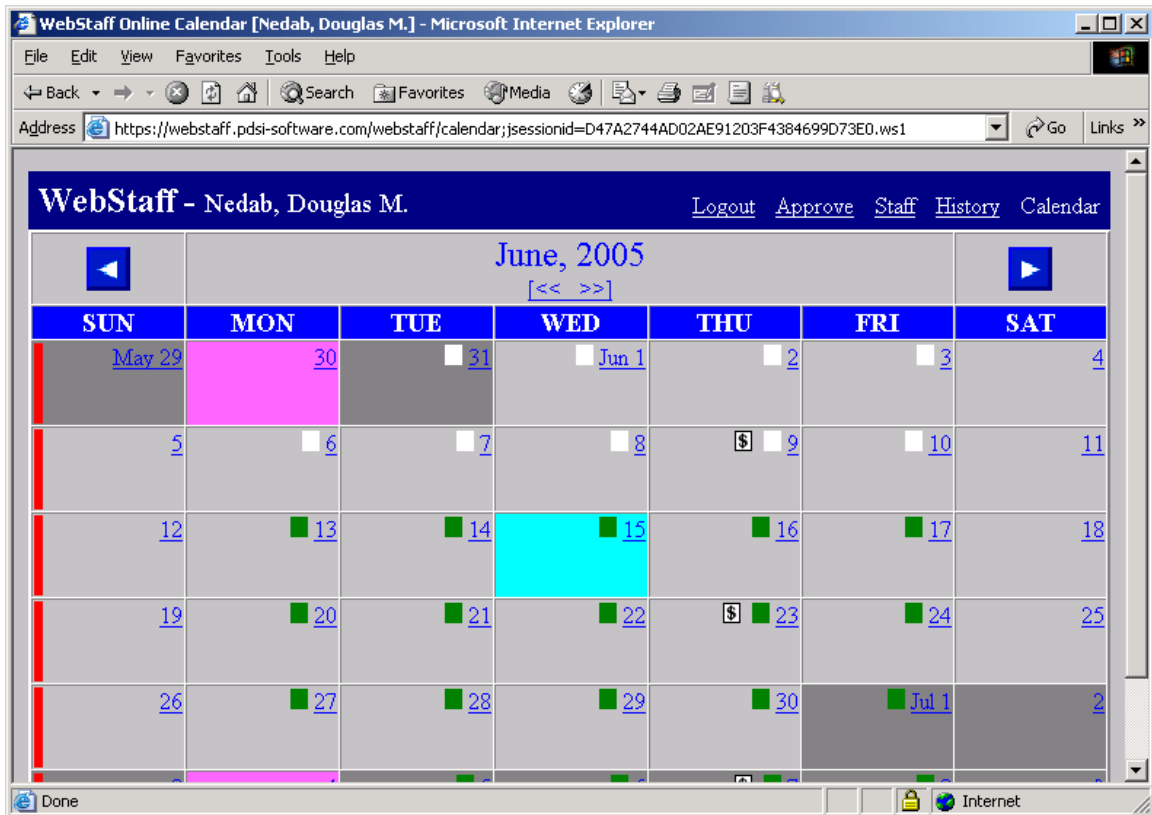 WebStaff Online Calendar [Nedab, Douglas M.] - Microsoft Internet Explorer
File Edit View Favorites Tools Help
Back Search Favorites Media
Address https://webstaff.pdsi-software.com/webstaff/calendar;jsessionid=D47A2744AD02AE91203F4384699D73E0.ws1 Go Links »
WebStaff - Nedab, Douglas M. Logout Approve Staff History Calendar
June, 2005
[<< >>]
SUN MON TUE WED THU FRI SAT
May 29 30 31 Jun 1 2 3 4
5 6 7 8 $ 9 10 11
12 13 14 15 16 17 18
19 20 21 22 $ 23 24 25
26 27 28 29 30 Jul 1 2
Done Internet